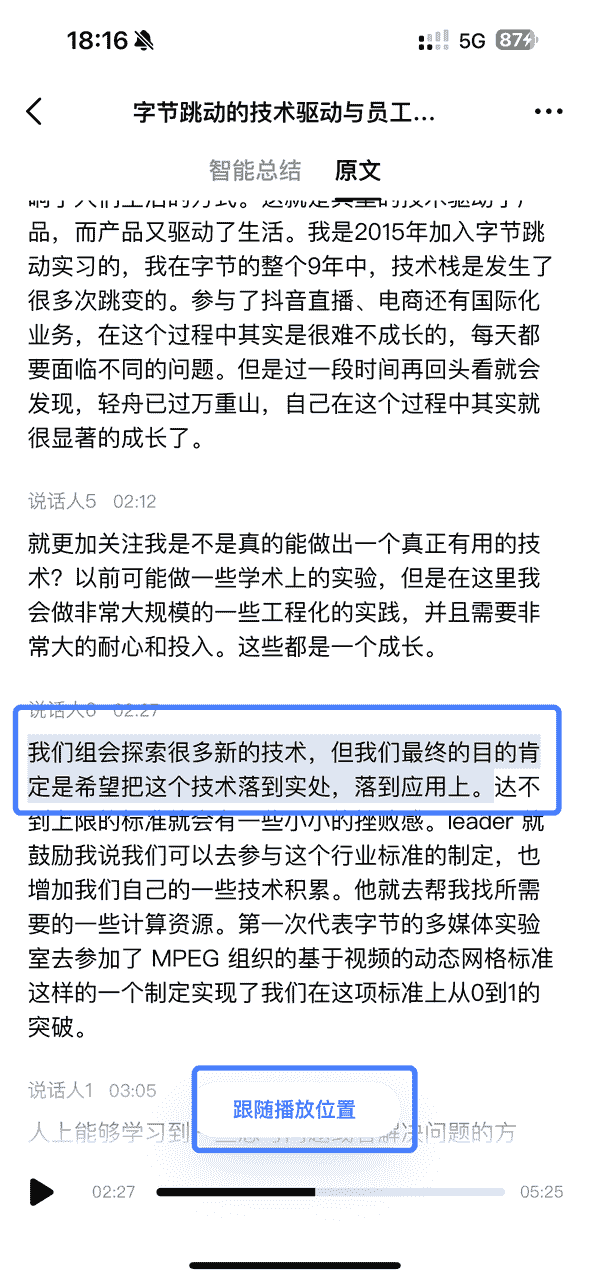 18:16
5G
87
字节跳动的技术驱动与员工...
智能总结 原文
品，而产品又驱动了生活。我是2015年加入字节跳
动实习的，我在字节的整个9年中，技术栈是发生了
很多次跳变的。参与了抖音直播、电商还有国际化
业务，在这个过程中其实是很难不成长的，每天都
要面临不同的问题。但是过一段时间再回头看就会
发现，轻舟已过万重山，自己在这个过程中其实就
很显著的成长了。
说话人5 02:12
就更加关注我是不是真的能做出一个真正有用的技
术？以前可能做一些学术上的实验，但是在这里我
会做非常大规模的一些工程化的实践，并且需要非
常大的耐心和投入。这些都是一个成长。
说话人6 02:27
我们组会探索很多新的技术，但我们最终的目的肯
定是希望把这个技术落到实处，落到应用上。达不
到上限的标准就会有一些小小的挫败感。leader 就
鼓励我说我们可以去参与这个行业标准的制定，也
增加我们自己的一些技术积累。他就去帮我找所需
要的一些计算资源。第一次代表字节的多媒体实验
室去参加了 MPEG 组织的基于视频的动态网格标准
这样的一个制定实现了我们在这项标准上从0到1的
突破。
说话人1 03:05
人上能够学习到
解决问题的方
跟随播放位置
02:27
05:25